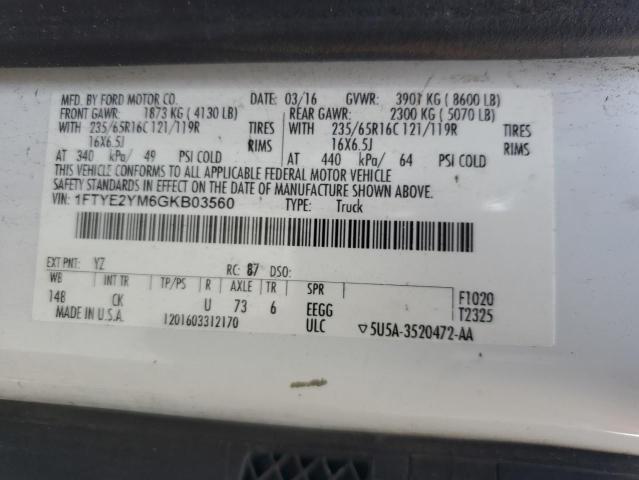 MFD. BY FORD MOTOR CO. DATE: 03/16 GVWR: 3901 KG ( 8600 LB)
FRONT GAWR: 1873 KG ( 4130 LB) REAR GAWR: 2300 KG ( 5070 LB)
WITH 235/65R16C 121/119R TIRES WITH 235/65R16C 121/119R TIRES
16X6.5J RIMS 16X6.5J RIMS
AT 340 kPa/ 49 PSI COLD AT 440 kPa/ 64 PSI COLD
THIS VEHICLE CONFORMS TO ALL APPLICABLE FEDERAL MOTOR VEHICLE
SAFETY STANDARDS IN EFFECT ON THE DATE OF MANUFACTURE SHOWN ABOVE.
VIN: 1FTYE2YM6GKB03560 TYPE: Truck
EXT PNT: YZ RC: 87 DSO:
WB INT TR TP/PS R AXLE TR SPR
148 CK U 73 6 EEGG F1020
ULC T2325
MADE IN U.S.A. 1201603312170 ▽5U5A-3520472-AA